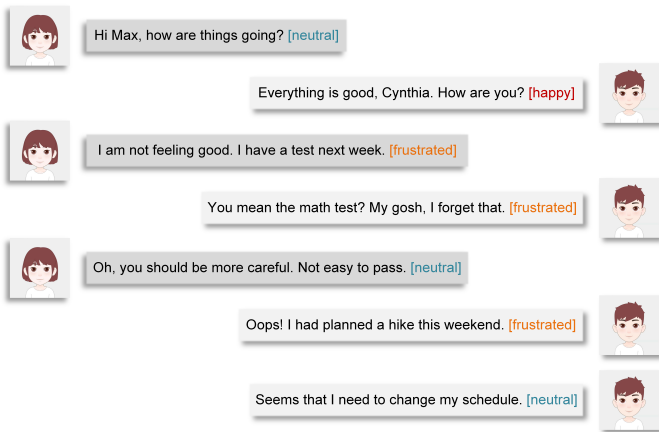 Hi Max, how are things going? [neutral]
Everything is good, Cynthia. How are you? [happy]
I am not feeling good. I have a test next week. [frustrated]
You mean the math test? My gosh, I forget that. [frustrated]
Oh, you should be more careful. Not easy to pass. [neutral]
Oops! I had planned a hike this weekend. [frustrated]
Seems that I need to change my schedule. [neutral]